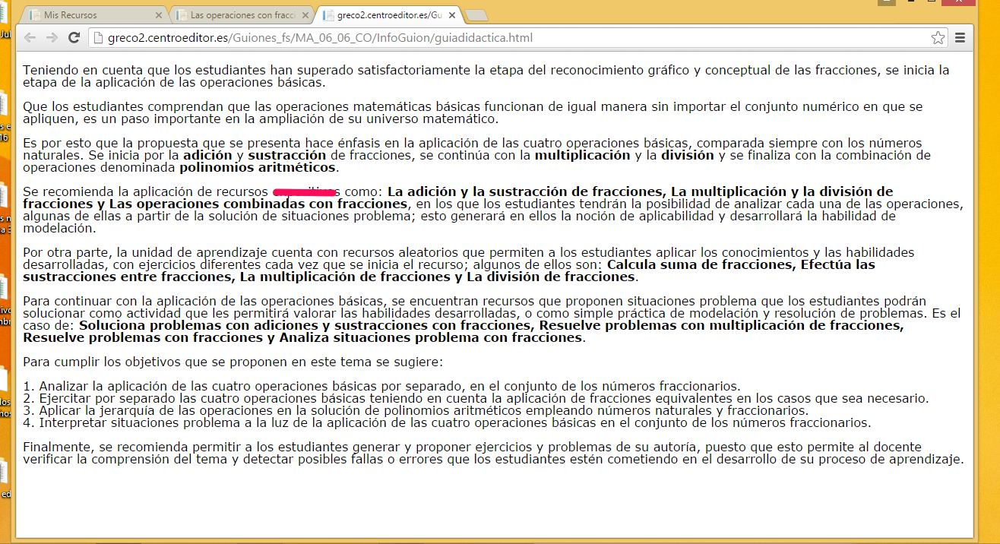 Mis Recursos
Las operaciones con fracci
greco2.centroeditor.es/Gu
greco2.centroeditor.es/Guiones_fs/MA_06_06_CO/InfoGuion/guiadidactica.html
Teniendo en cuenta que los estudiantes han superado satisfactoriamente la etapa del reconocimiento gráfico y conceptual de las fracciones, se inicia la
etapa de la aplicación de las operaciones básicas.
Que los estudiantes comprendan que las operaciones matemáticas básicas funcionan de igual manera sin importar el conjunto numérico en que se
apliquen, es un paso importante en la ampliación de su universo matemático.
Es por esto que la propuesta que se presenta hace énfasis en la aplicación de las cuatro operaciones básicas, comparada siempre con los números
naturales. Se inicia por la adición y sustracción de fracciones, se continúa con la multiplicación y la división y se finaliza con la combinación de
operaciones denominada polinomios aritméticos.
Se recomienda la aplicación de recursos como: La adición y la sustracción de fracciones, La multiplicación y la división de
fracciones y Las operaciones combinadas con fracciones, en los que los estudiantes tendrán la posibilidad de analizar cada una de las operaciones,
algunas de ellas a partir de la solución de situaciones problema; esto generará en ellos la noción de aplicabilidad y desarrollará la habilidad de
modelación.
Por otra parte, la unidad de aprendizaje cuenta con recursos aleatorios que permiten a los estudiantes aplicar los conocimientos y las habilidades
desarrolladas, con ejercicios diferentes cada vez que se inicia el recurso; algunos de ellos son: Calcula suma de fracciones, Efectúa las
sustracciones entre fracciones, La multiplicación de fracciones y La división de fracciones.
Para continuar con la aplicación de las operaciones básicas, se encuentran recursos que proponen situaciones problema que los estudiantes podrán
solucionar como actividad que les permitirá valorar las habilidades desarrolladas, o como simple práctica de modelación y resolución de problemas. Es el
caso de: Soluciona problemas con adiciones y sustracciones con fracciones, Resuelve problemas con multiplicación de fracciones,
Resuelve problemas con fracciones y Analiza situaciones problema con fracciones.
Para cumplir los objetivos que se proponen en este tema se sugiere:
1. Analizar la aplicación de las cuatro operaciones básicas por separado, en el conjunto de los números fraccionarios.
2. Ejercitar por separado las cuatro operaciones básicas teniendo en cuenta la aplicación de fracciones equivalentes en los casos que sea necesario.
3. Aplicar la jerarquía de las operaciones en la solución de polinomios aritméticos empleando números naturales y fraccionarios.
4. Interpretar situaciones problema a la luz de la aplicación de las cuatro operaciones básicas en el conjunto de los números fraccionarios.
Finalmente, se recomienda permitir a los estudiantes generar y proponer ejercicios y problemas de su autoría, puesto que esto permite al docente
verificar la comprensión del tema y detectar posibles fallas o errores que los estudiantes estén cometiendo en el desarrollo de su proceso de aprendizaje.